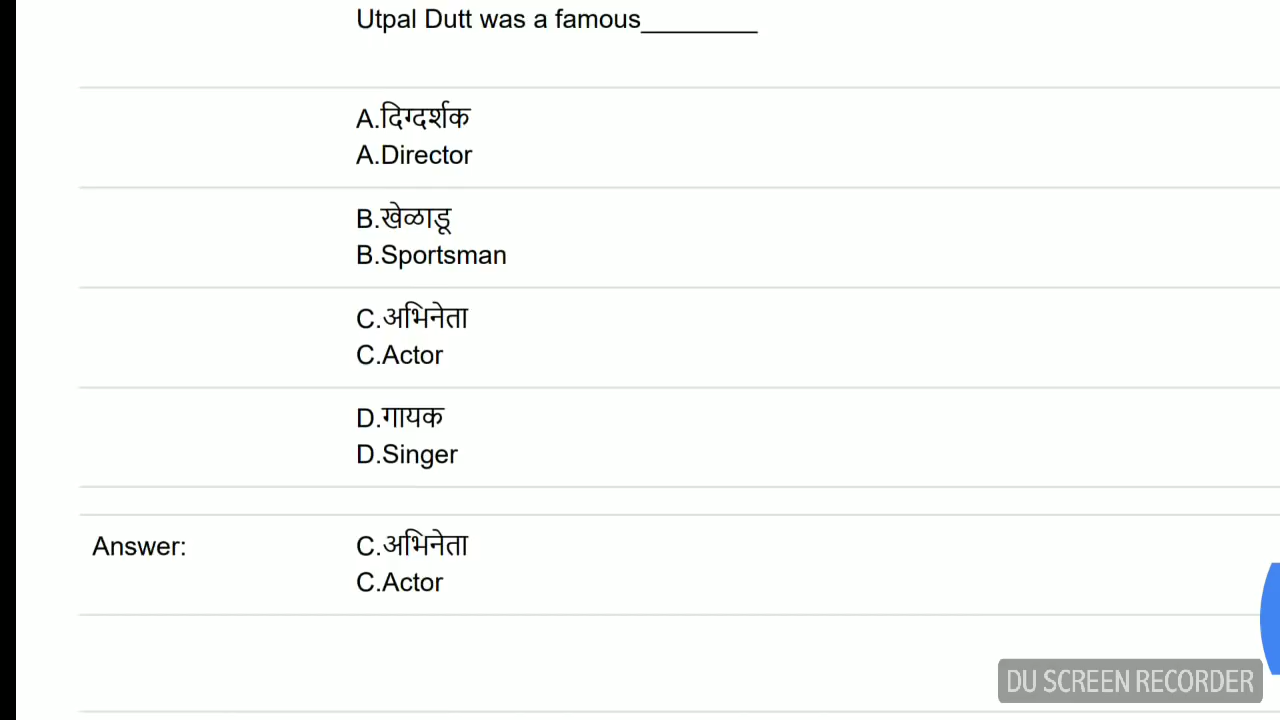 Utpal Dutt was a famous________
A.दिग्दर्शक
A.Director
B.खेळाडू
B.Sportsman
C.अभिनेता
C.Actor
D.गायक
D.Singer
Answer: C.अभिनेता
C.Actor
DU SCREEN RECORDER